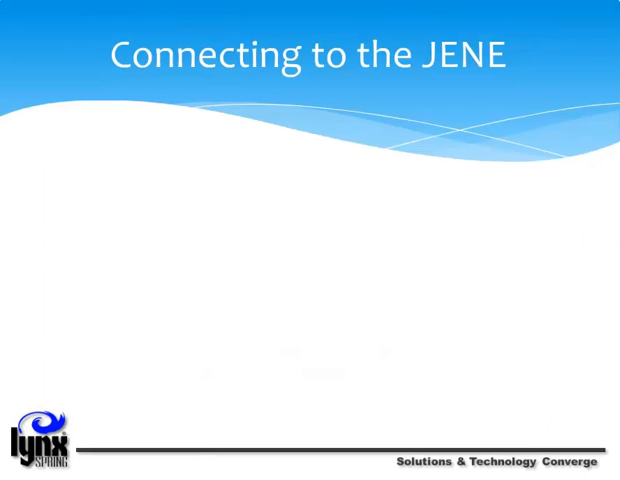 Connecting to the JENE
lynx
SPRING
Solutions & Technology Converge